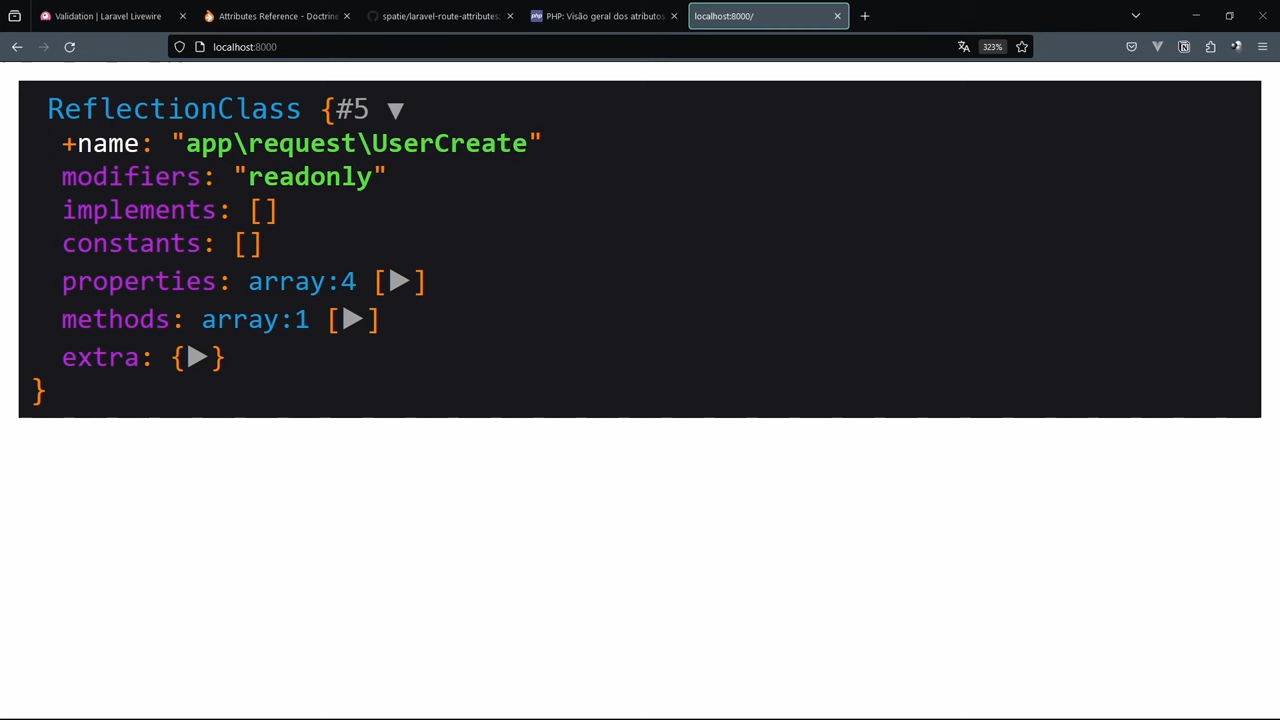 Validation | Laravel Livewire
Attributes Reference - Doctrine
spatie/laravel-route-attributes:
PHP: Visão geral dos atributos
localhost:8000/
localhost:8000
323%
ReflectionClass {#5 ▼
+name: "app\request\UserCreate"
modifiers: "readonly"
implements: []
constants: []
properties: array:4 [▶]
methods: array:1 [▶]
extra: {▶}
}